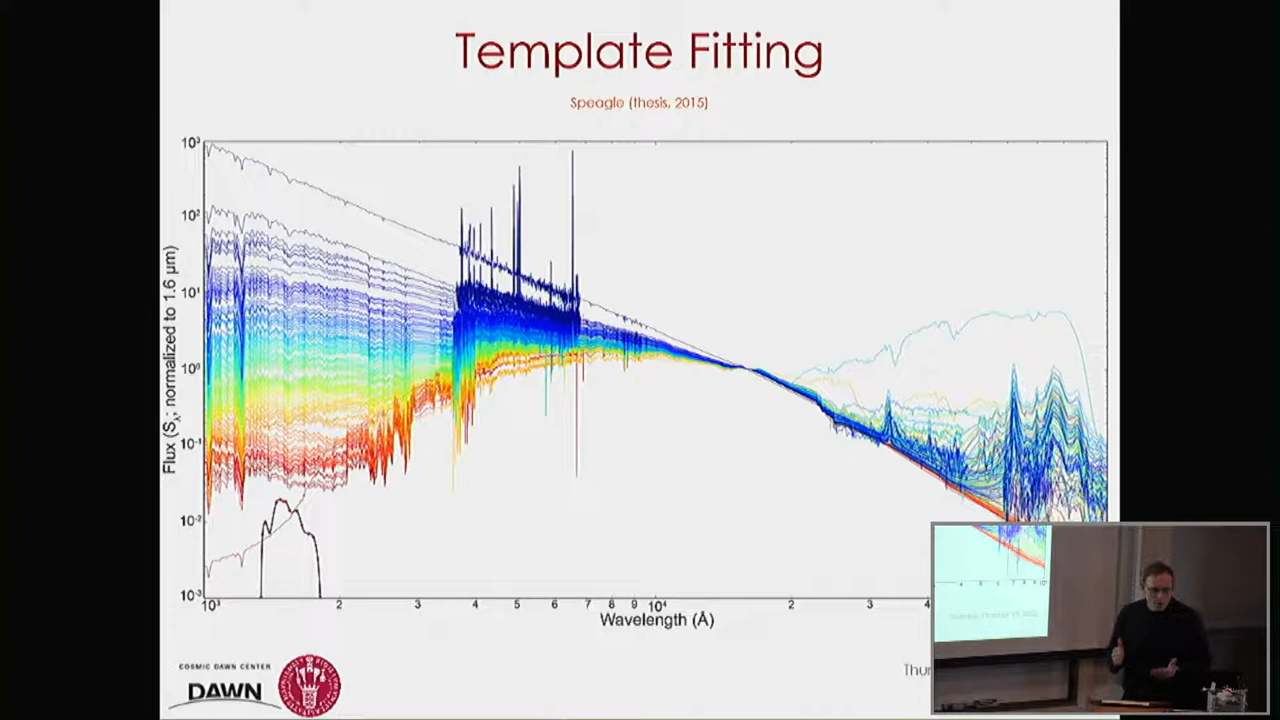 Template Fitting
Speagle (thesis, 2015)
Flux (Sλ; normalized to 1.6 μm)
10³
10²
10¹
10⁰
10⁻¹
10⁻²
10⁻³
10³ 2 3 4 5 6 7 8 9 10⁴ 2 3 4
Wavelength (Å)
COSMIC DAWN CENTER
DAWN